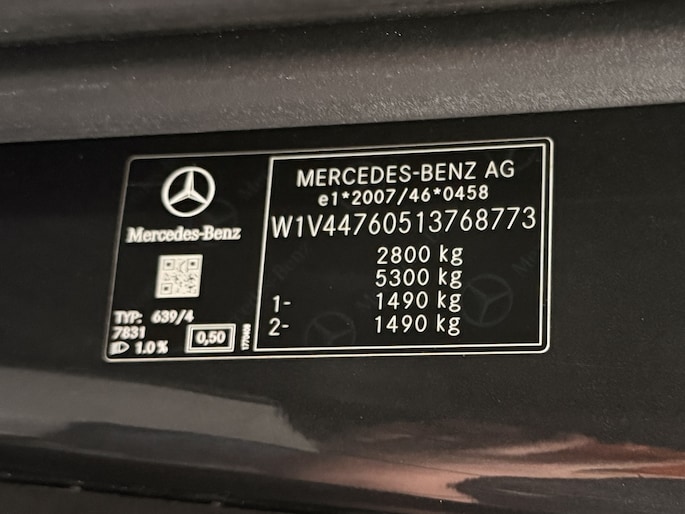 MERCEDES-BENZ AG
e1*2007/46*0458
W1V44760513768773
2800 kg
5300 kg
1- 1490 kg
2- 1490 kg
Mercedes-Benz
TYP: 639/4
7831
1.0% 0,50